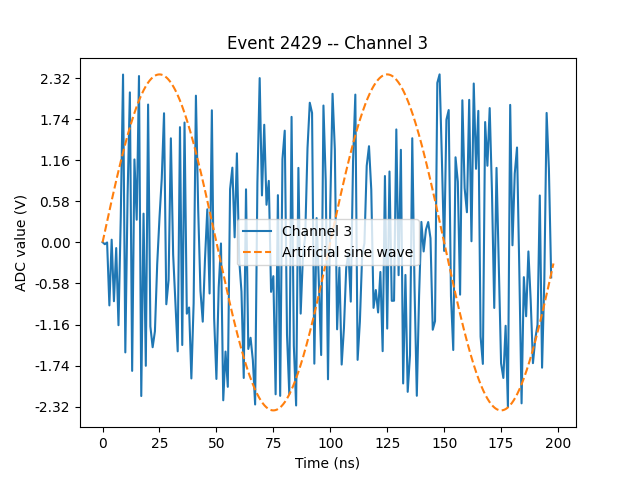 Event 2429 -- Channel 3
ADC value (V)
2.32
1.74
1.16
0.58
0.00
-0.58
-1.16
-1.74
-2.32
Channel 3
Artificial sine wave
0 25 50 75 100 125 150 175 200
Time (ns)